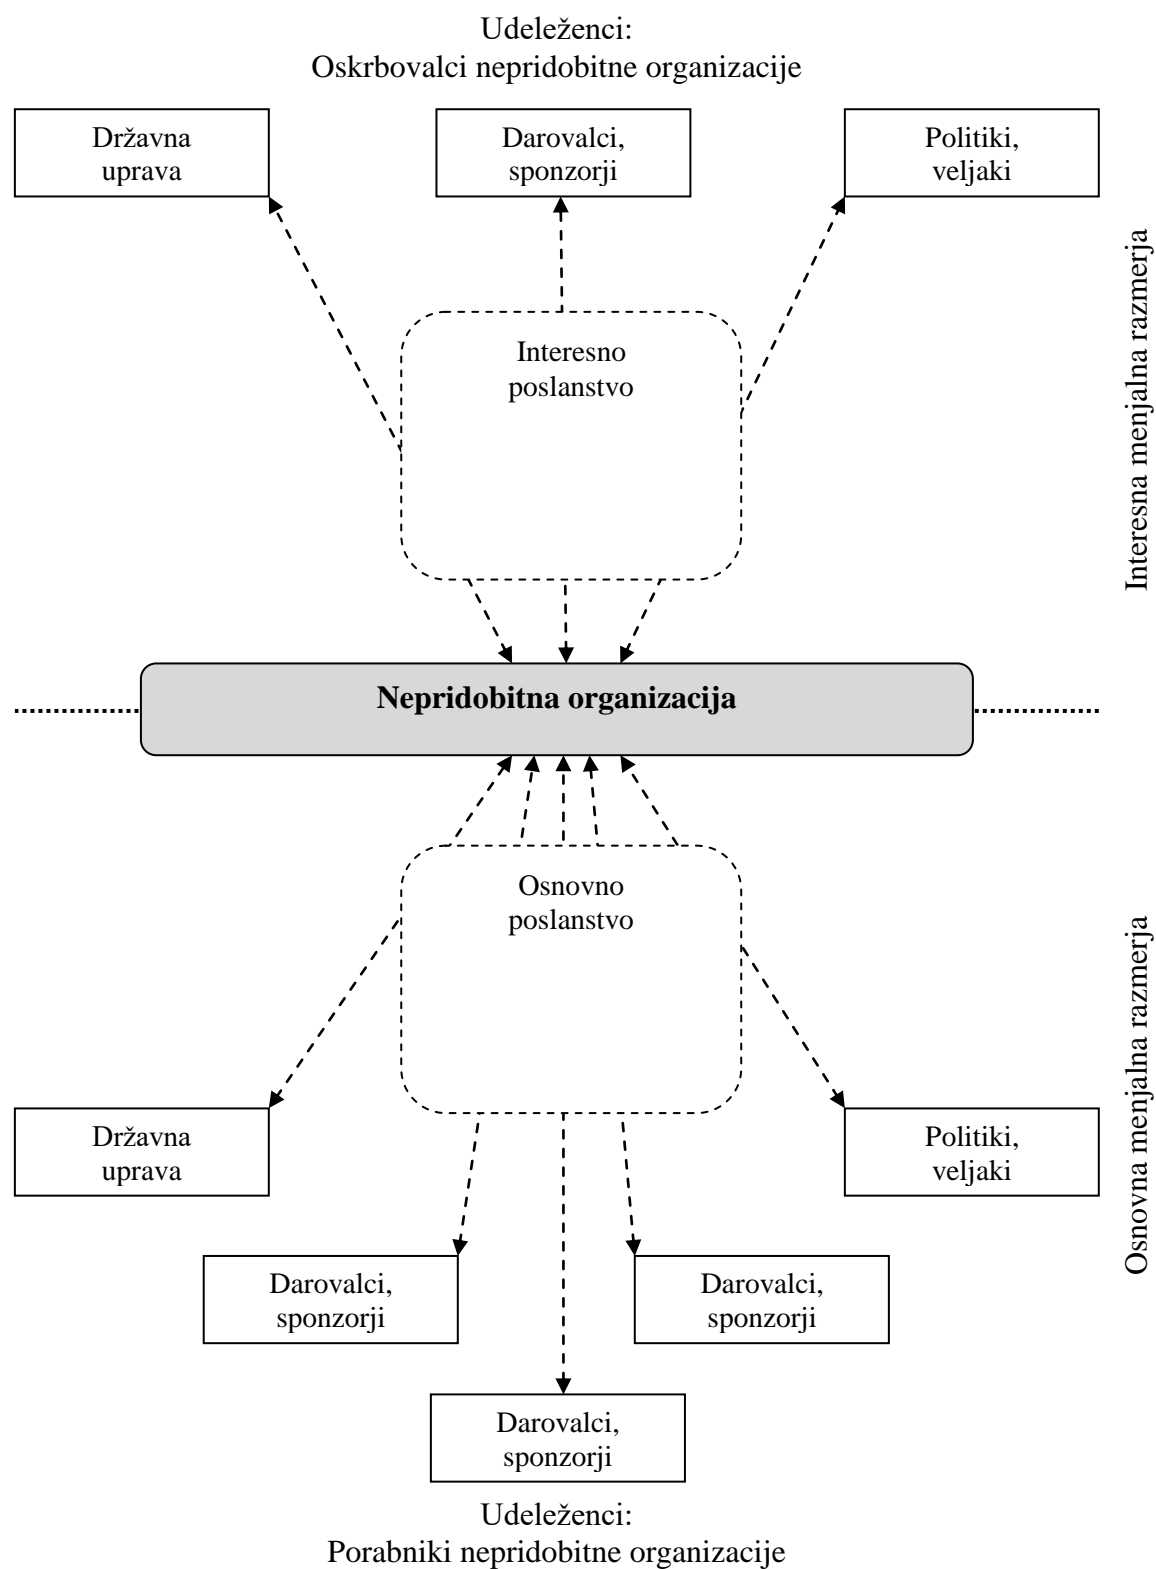 Udeleženci:
Oskrbovalci nepridobitne organizacije
Državna
uprava
Darovalci,
sponzorji
Politiki,
veljaki
Interesna menjalna razmerja
Interesno
poslanstvo
Nepridobitna organizacija
Osnovno
poslanstvo
Osnovna menjalna razmerja
Državna
uprava
Politiki,
veljaki
Darovalci,
sponzorji
Darovalci,
sponzorji
Darovalci,
sponzorji
Udeleženci:
Porabniki nepridobitne organizacije